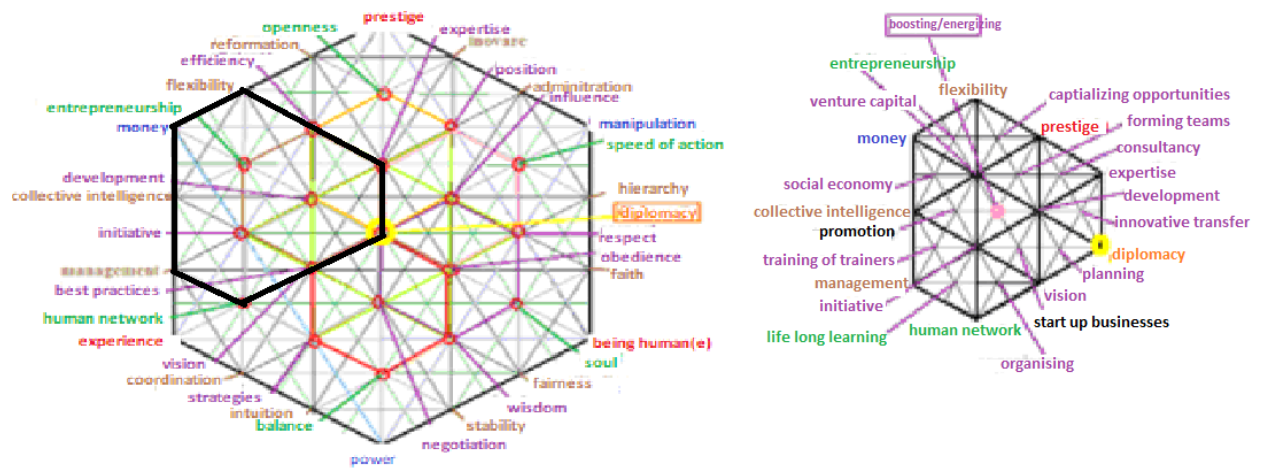 prestige
openness
expertise
reformation
inovarc
efficiency
position
flexibility
adminitration
influence
entrepreneurship
money
manipulation
speed of action
development
collective intelligence
hierarchy
diplomacy
initiative
respect
obedience
management
faith
best practices
human network
experience
being human(e)
soul
vision
coordination
fairness
strategies
intuition
wisdom
balance
stability
negotiation
power
boosting/energizing
entrepreneurship
flexibility
venture capital
captializing opportunities
money
prestige
forming teams
consultancy
expertise
social economy
development
collective intelligence
innovative transfer
promotion
diplomacy
training of trainers
planning
management
vision
initiative
start up businesses
human network
life long learning
organising